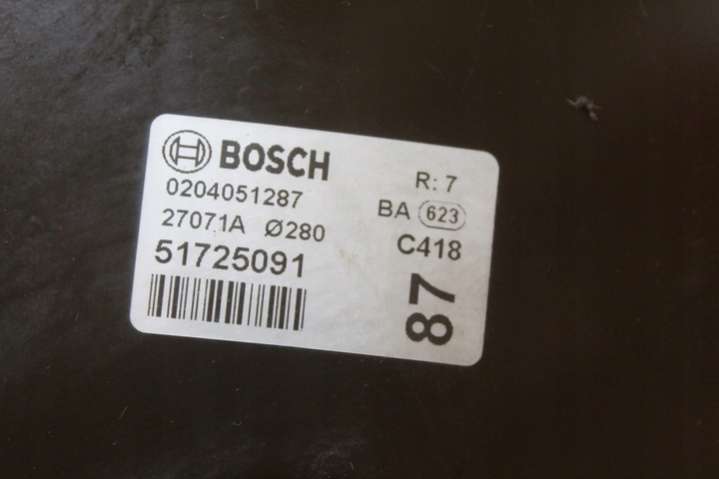 BOSCH
0204051287
27071A Ø280
51725091
R: 7
BA 623
C418
87